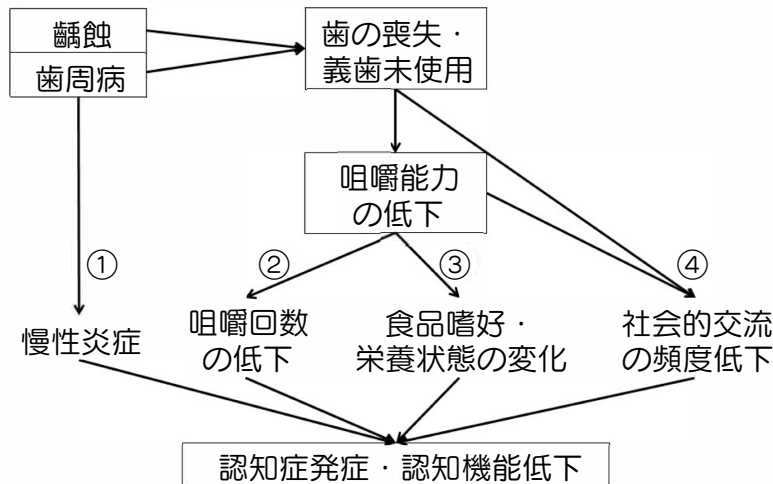 齲蝕
歯周病
歯の喪失・
義歯未使用
咀嚼能力
の低下
①
②
③
④
慢性炎症
咀嚼回数
の低下
食品嗜好・
栄養状態の変化
社会的交流
の頻度低下
認知症発症・認知機能低下